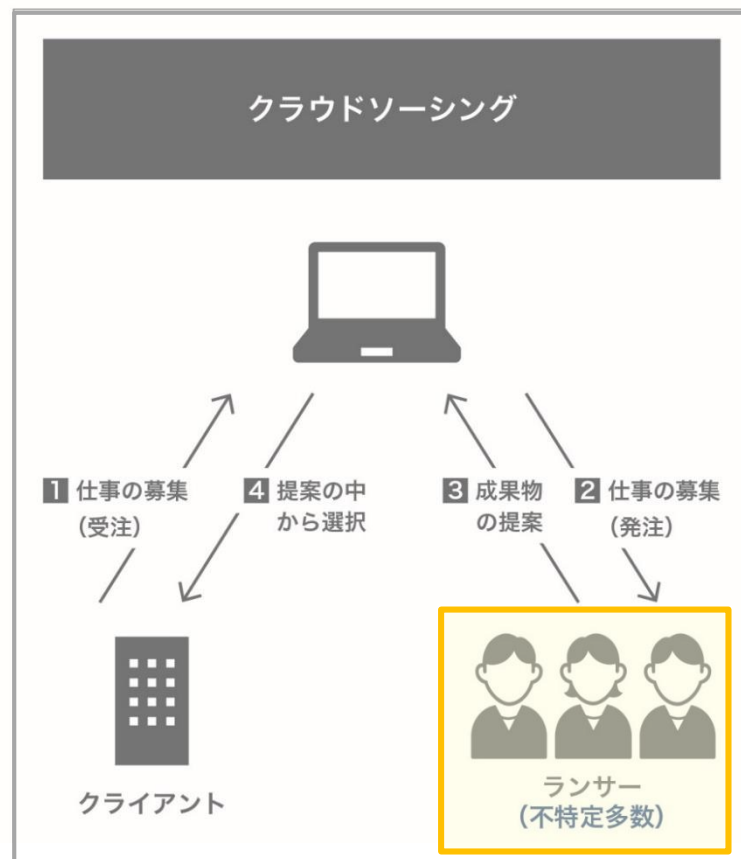 クラウドソーシング
1 仕事の募集
(受注)
4 提案の中
から選択
3 成果物
の提案
2 仕事の募集
(発注)
クライアント
ランサー
(不特定多数)